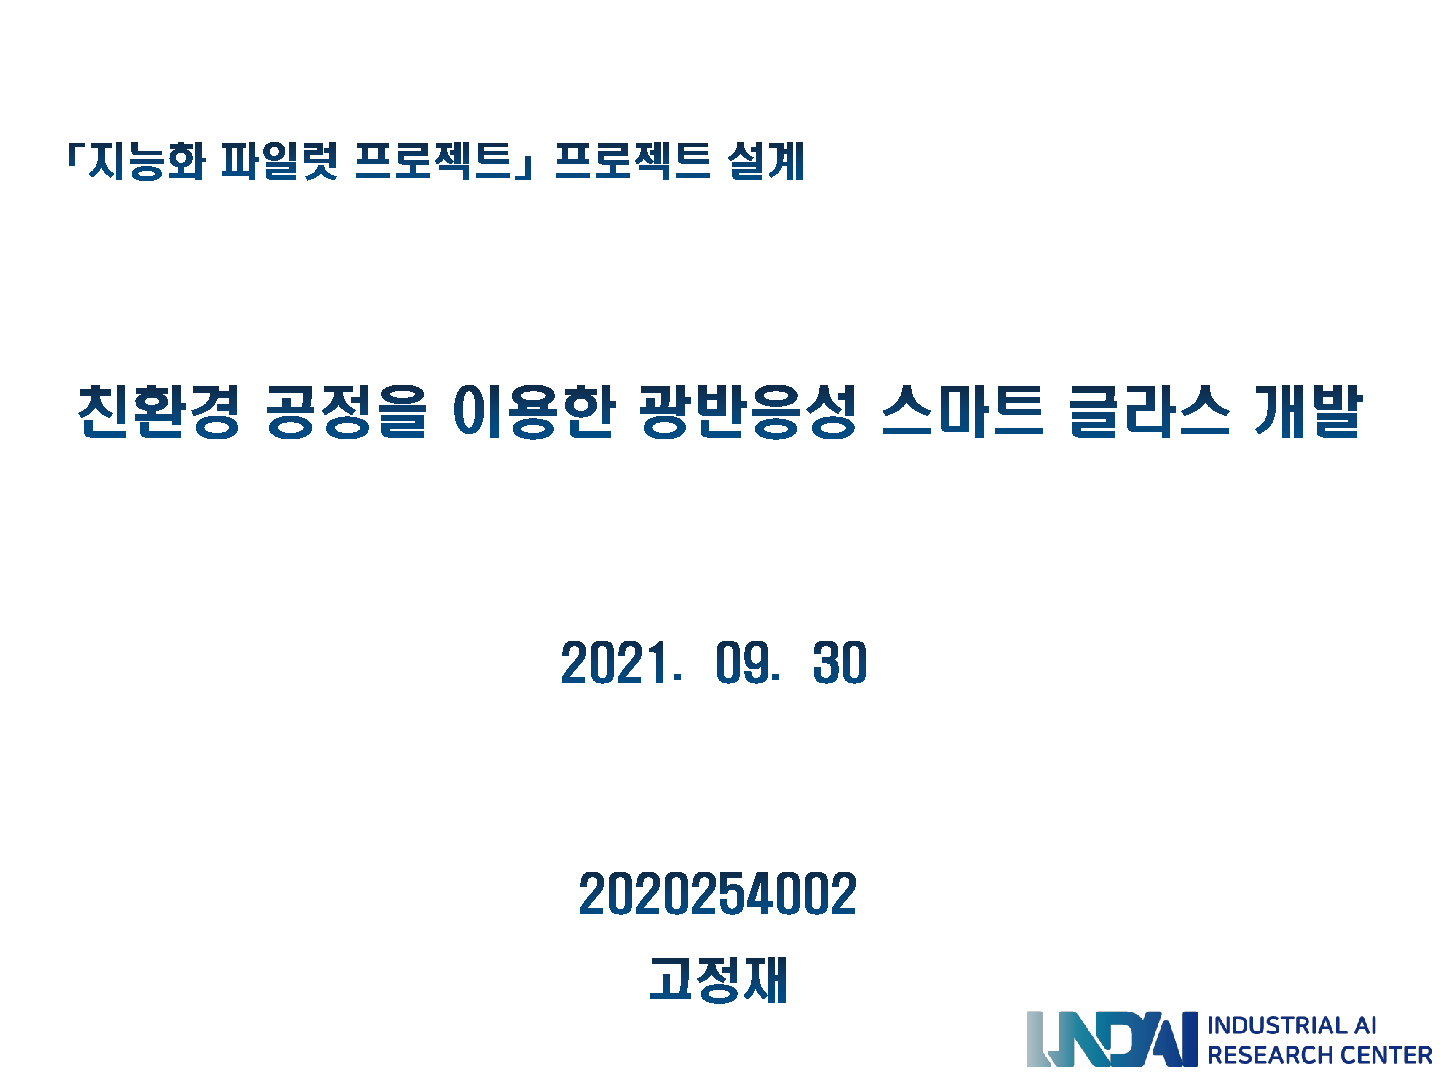 「지능화 파일럿 프로젝트」 프로젝트 설계
친환경 공정을 이용한 광반응성 스마트 글라스 개발
2021. 09. 30
2020254002
고정재
INDAI INDUSTRIAL AI
RESEARCH CENTER